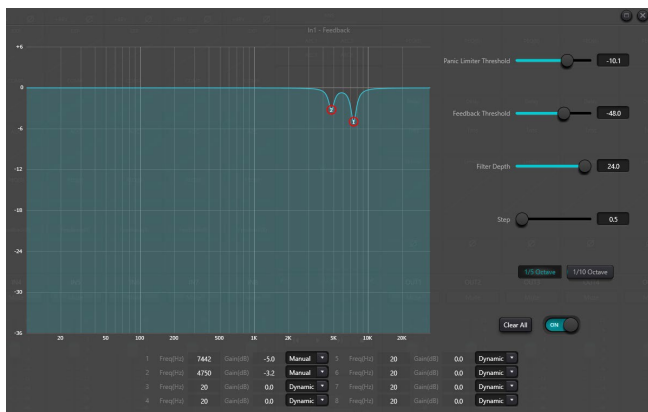 In1 - Feedback
+6
0
-6
-12
-18
-24
-30
-36
20 50 100 200 500 1K 2K 5K 10K 20K
2
1
Panic Limiter Threshold -10.1
Feedback Threshold -48.0
Filter Depth 24.0
Step 0.5
1/5 Octave 1/10 Octave
Clear All ON
1 Freq(Hz) 7442 Gain(dB) -5.0 Manual 5 Freq(Hz) 20 Gain(dB) 0.0 Dynamic
2 Freq(Hz) 4750 Gain(dB) -3.2 Manual 6 Freq(Hz) 20 Gain(dB) 0.0 Dynamic
3 Freq(Hz) 20 Gain(dB) 0.0 Dynamic 7 Freq(Hz) 20 Gain(dB) 0.0 Dynamic
4 Freq(Hz) 20 Gain(dB) 0.0 Dynamic 8 Freq(Hz) 20 Gain(dB) 0.0 Dynamic